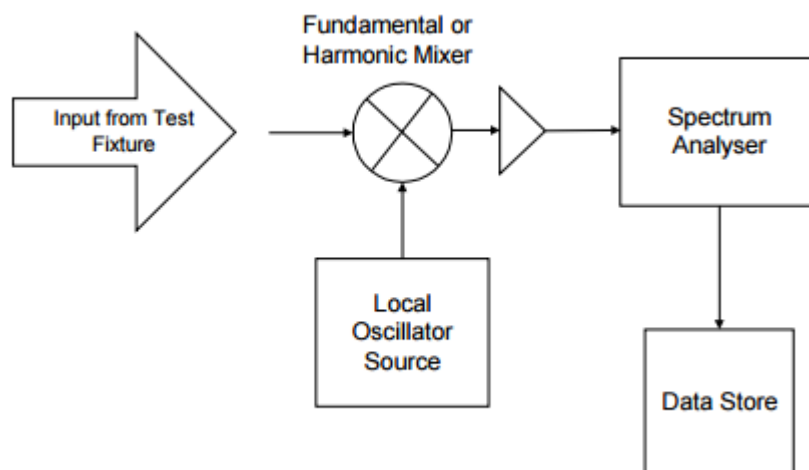 Fundamental or
Harmonic Mixer
Input from Test
Fixture
Spectrum
Analyser
Local
Oscillator
Source
Data Store